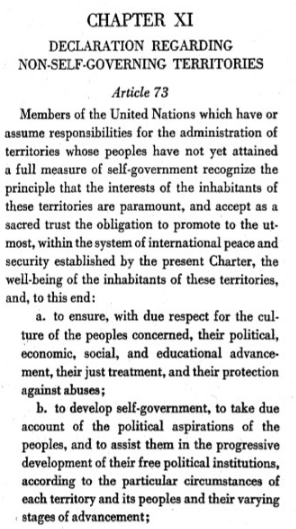 CHAPTER XI
DECLARATION REGARDING
NON-SELF-GOVERNING TERRITORIES
Article 73
Members of the United Nations which have or
assume responsibilities for the administration of
territories whose peoples have not yet attained
a full measure of self-government recognize the
principle that the interests of the inhabitants of
these territories are paramount, and accept as a
sacred trust the obligation to promote to the ut-
most, within the system of international peace and
security established by the present Charter, the
well-being of the inhabitants of these territories,
and, to this end:
a. to ensure, with due respect for the cul-
ture of the peoples concerned, their political,
economic, social, and educational advance-
ment, their just treatment, and their protection
against abuses;
b. to develop self-government, to take due
account of the political aspirations of the
peoples, and to assist them in the progressive
development of their free political institutions,
according to the particular circumstances of
each territory and its peoples and their varying
stages of advancement;